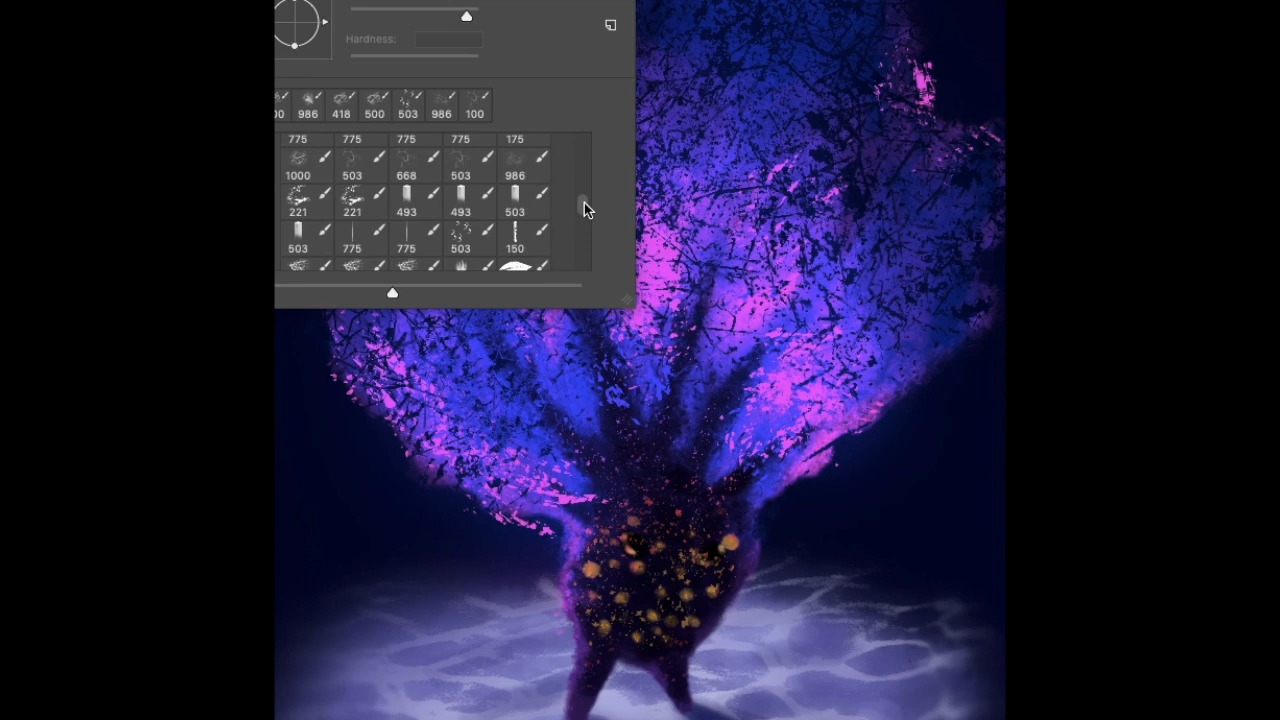 Hardness:
00 986 418 500 503 986 100
775 775 775 775 175
1000 503 668 503 986
221 221 493 493 503
503 775 775 503 150